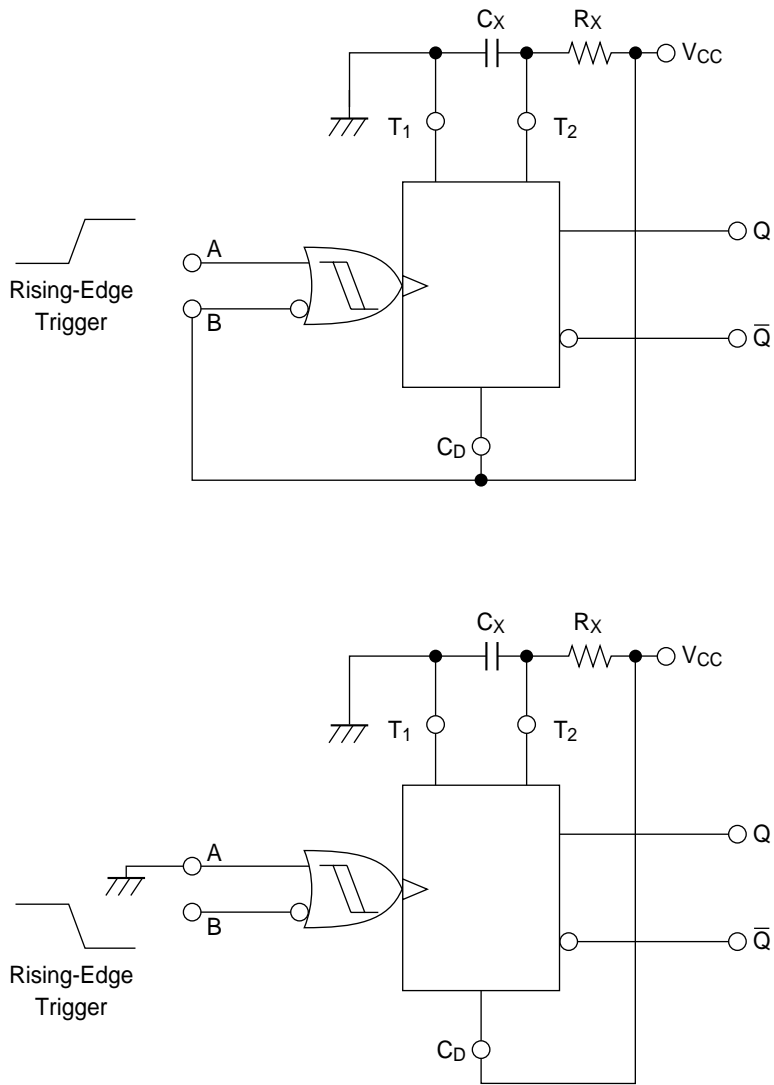 CX
RX
VCC
T1
T2
A
Q
Rising-Edge
Trigger
B
Q̅
CD
CX
RX
VCC
T1
T2
Q
A
B
Q̅
Rising-Edge
Trigger
CD